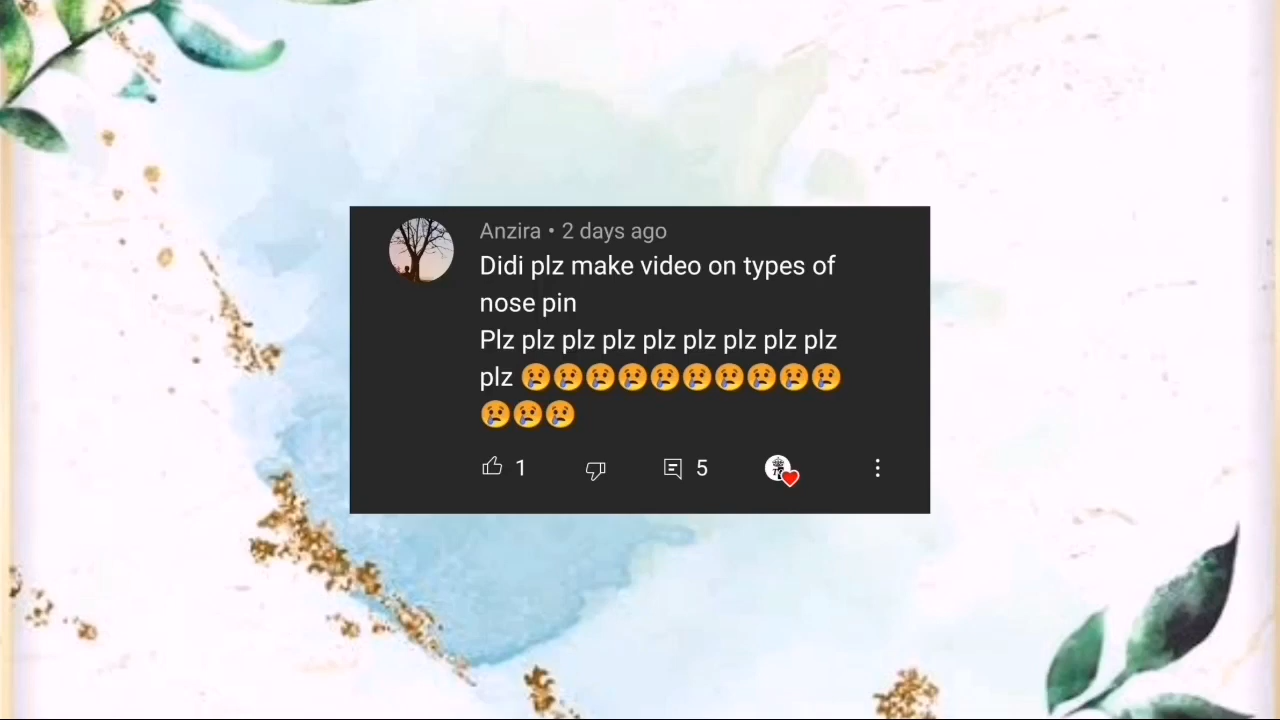 Anzira • 2 days ago
Didi plz make video on types of
nose pin
Plz plz plz plz plz plz plz plz plz
plz 😢😢😢😢😢😢😢😢😢😢
😢😢😢
1 5